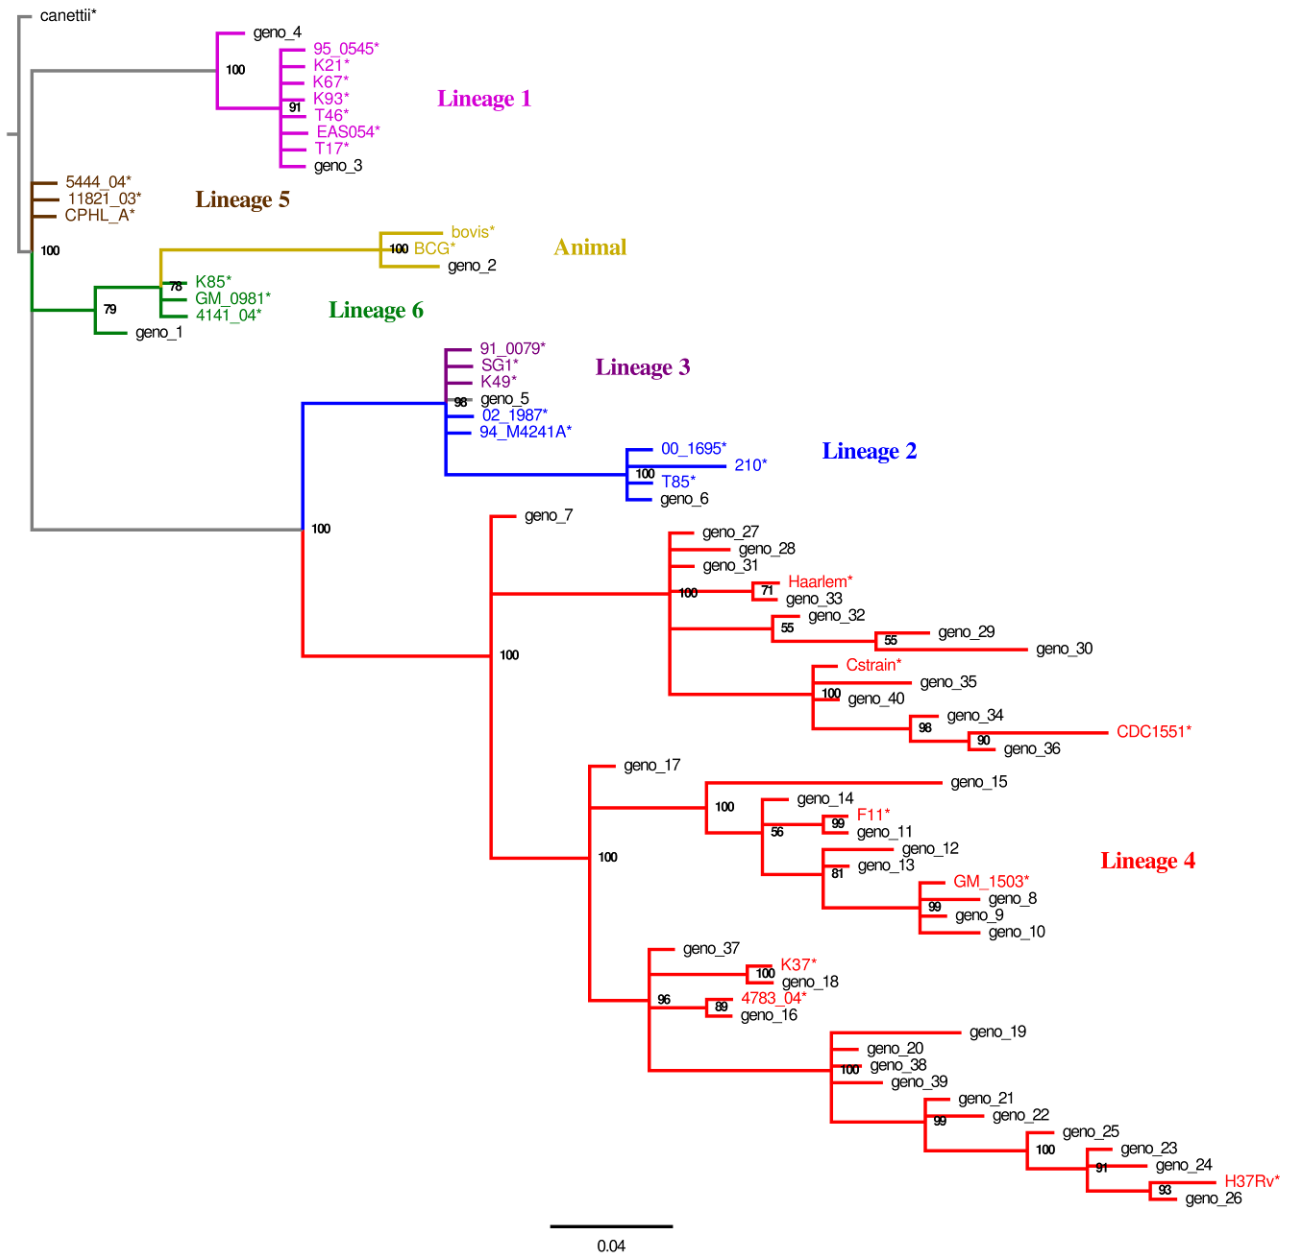 canettii*
geno_4
95_0545*
K21*
100
K67*
K93*
Lineage 1
91
T46*
EAS054*
T17*
geno_3
5444_04*
11821_03*
Lineage 5
CPHL_A*
bovis*
100
100
BCG*
Animal
geno_2
K85*
78
GM_0981*
79
4141_04*
Lineage 6
geno_1
91_0079*
SG1*
Lineage 3
K49*
geno_5
98
02_1987*
94_M4241A*
00_1695*
Lineage 2
210*
100
T85*
geno_6
geno_7
100
geno_27
geno_28
geno_31
Haarlem*
100
71
geno_33
geno_32
55
geno_29
55
geno_30
100
Cstrain*
geno_35
100
geno_40
geno_34
98
CDC1551*
90
geno_36
geno_17
geno_15
100
geno_14
F11*
99
56
geno_11
geno_12
100
geno_13
81
Lineage 4
GM_1503*
geno_8
99
geno_9
geno_10
geno_37
K37*
100
geno_18
96
4783_04*
89
geno_16
geno_19
geno_20
geno_38
100
geno_39
geno_21
geno_22
99
geno_25
100
geno_23
geno_24
91
H37Rv*
93
geno_26
0.04